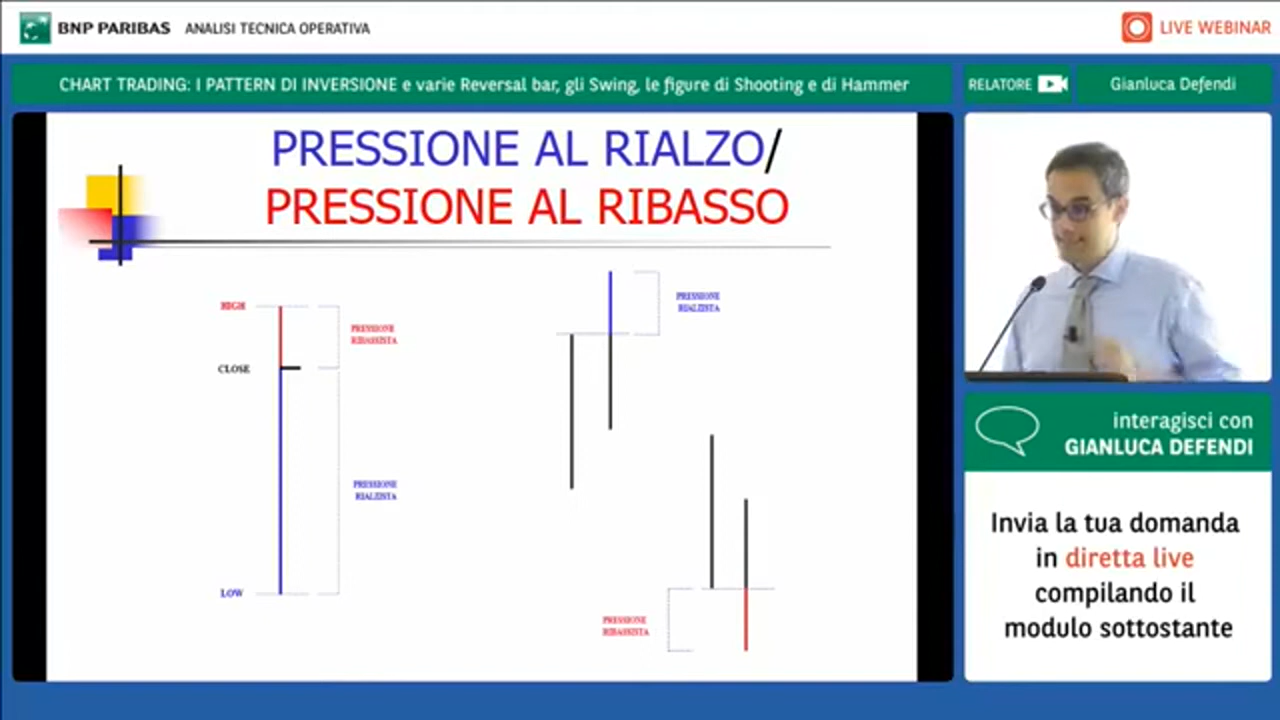 BNP PARIBAS ANALISI TECNICA OPERATIVA
LIVE WEBINAR
CHART TRADING: I PATTERN DI INVERSIONE e varie Reversal bar, gli Swing, le figure di Shooting e di Hammer
RELATORE
Gianluca Defendi
PRESSIONE AL RIALZO/
PRESSIONE AL RIBASSO
HIGH
PRESSIONE
RIBASSISTA
CLOSE
PRESSIONE
RIALZISTA
LOW
PRESSIONE
RIALZISTA
PRESSIONE
RIBASSISTA
interagisci con
GIANLUCA DEFENDI
Invia la tua domanda
in diretta live
compilando il
modulo sottostante